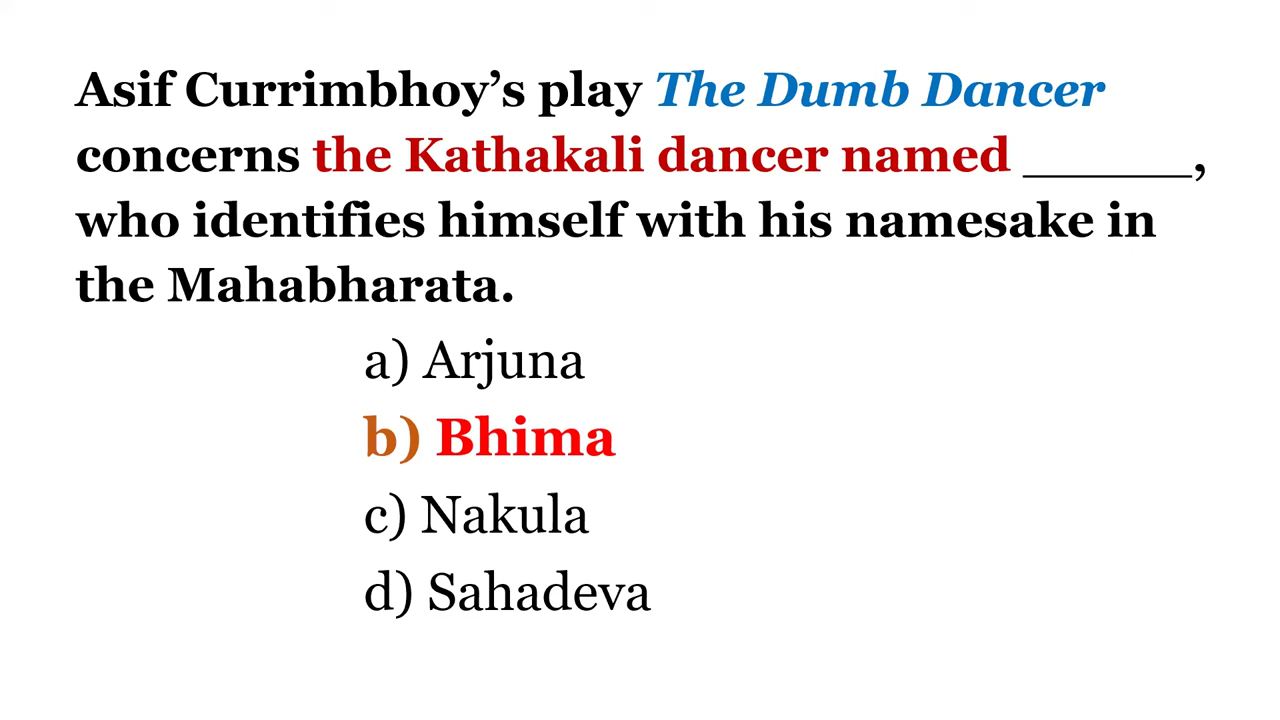 Asif Currimbhoy’s play The Dumb Dancer
concerns the Kathakali dancer named _______,
who identifies himself with his namesake in
the Mahabharata.
a) Arjuna
b) Bhima
c) Nakula
d) Sahadeva